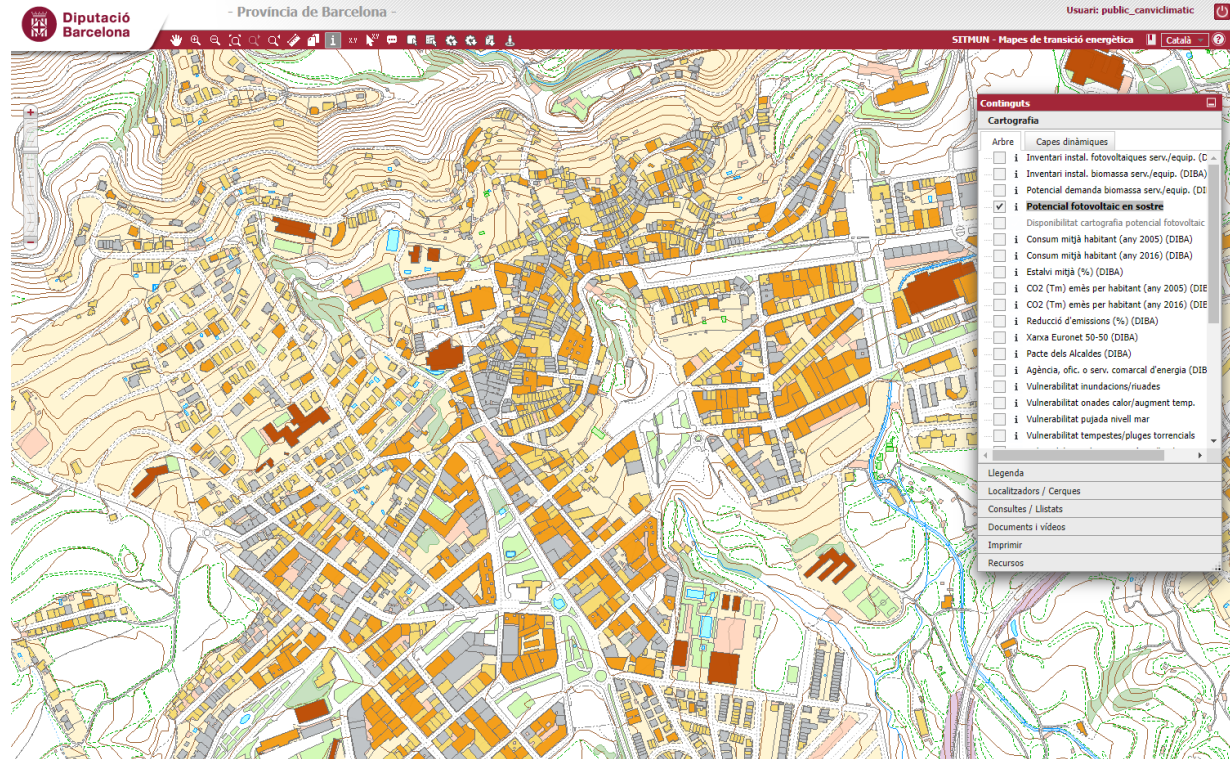 Diputació
Barcelona
- Província de Barcelona -
Usuari: public_canviclimatic
X.Y
XY
SITMUN - Mapes de transició energètica
Català
Continguts
Cartografia
Arbre
Capes dinàmiques
i Inventari instal. fotovoltaiques serv./equip. (D
i Inventari instal. biomassa serv./equip. (DIBA)
i Potencial demanda biomassa serv./equip. (DI
i Potencial fotovoltaic en sostre
Disponibilitat cartografia potencial fotovoltaic
i Consum mitjà habitant (any 2005) (DIBA)
i Consum mitjà habitant (any 2016) (DIBA)
i Estalvi mitjà (%) (DIBA)
i CO2 (Tm) emès per habitant (any 2005) (DIE
i CO2 (Tm) emès per habitant (any 2016) (DIE
i Reducció d'emissions (%) (DIBA)
i Xarxa Euronet 50-50 (DIBA)
i Pacte dels Alcaldes (DIBA)
i Agència, ofic. o serv. comarcal d'energia (DIB
i Vulnerabilitat inundacions/riuades
i Vulnerabilitat onades calor/augment temp.
i Vulnerabilitat pujada nivell mar
i Vulnerabilitat tempestes/pluges torrencials
Llegenda
Localitzadors / Cerques
Consultes / Llistats
Documents i vídeos
Imprimir
Recursos